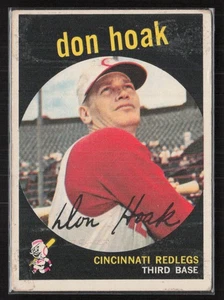 don hoak
Don Hoak
CINCINNATI REDLEGS
THIRD BASE